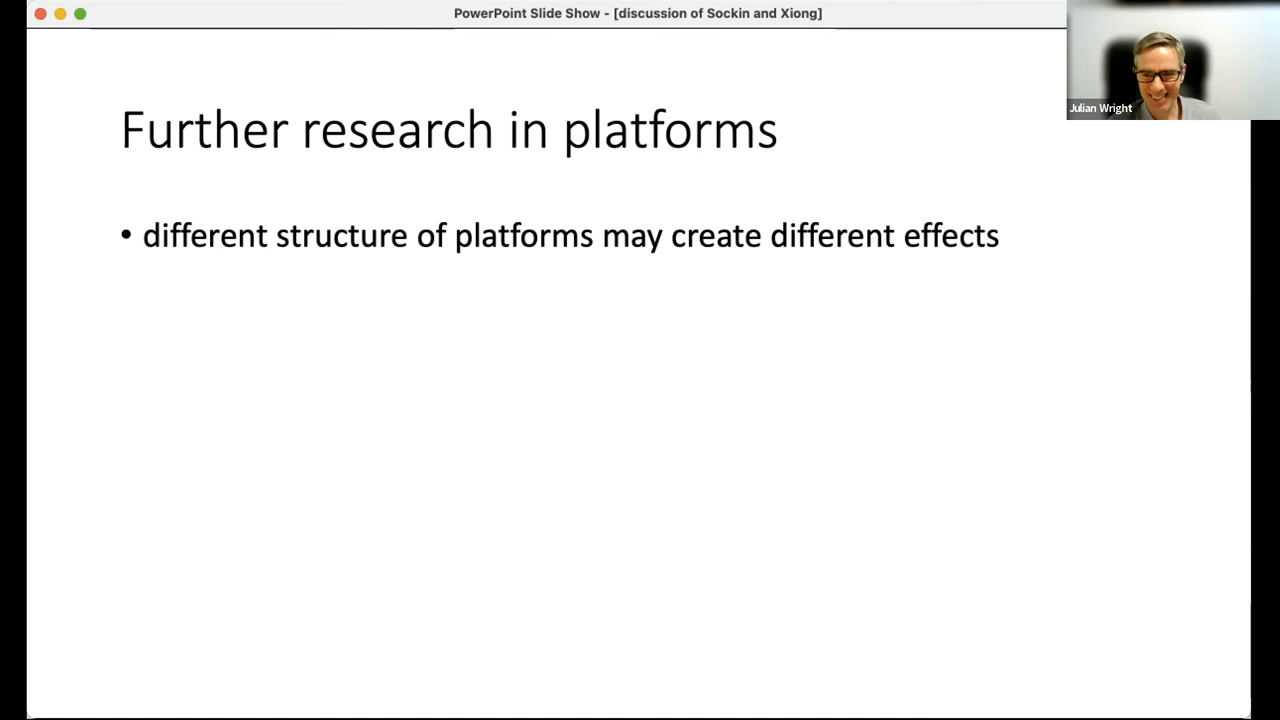 PowerPoint Slide Show - [discussion of Sockin and Xiong]
Julian Wright
Further research in platforms
• different structure of platforms may create different effects